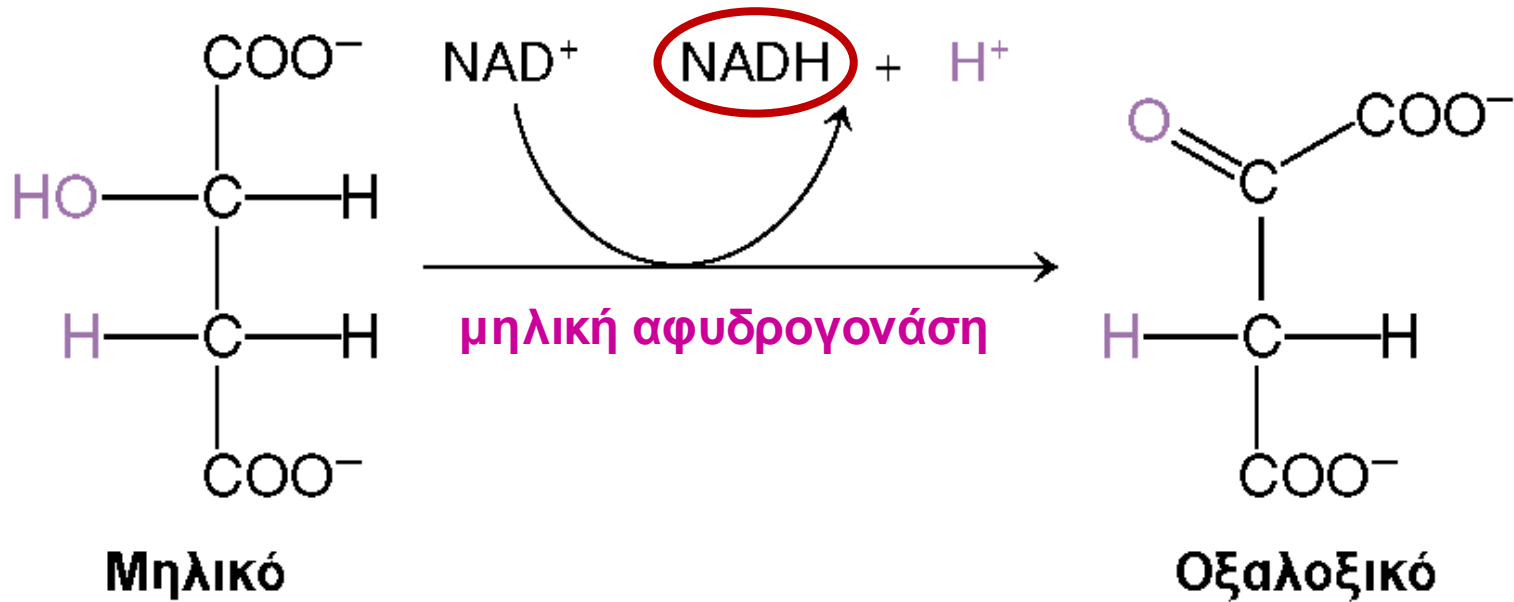 COO⁻
NAD⁺ NADH + H⁺
O COO⁻
HO C H
C
H C H
μηλική αφυδρογονάση
H C H
COO⁻
COO⁻
Μηλικό
Οξαλοξικό